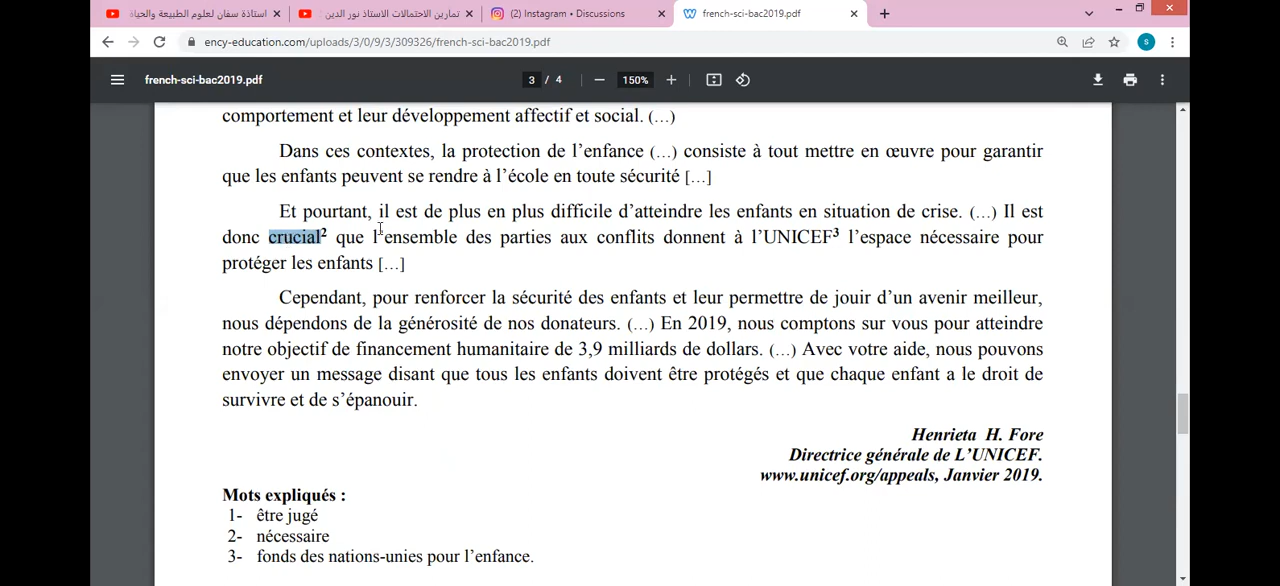 استاذة سفان لعلوم الطبيعة والحياة
تمارين الاحتمالات الاستاذ نور الدين
(2) Instagram • Discussions
french-sci-bac2019.pdf
ency-education.com/uploads/3/0/9/3/309326/french-sci-bac2019.pdf
s
french-sci-bac2019.pdf
3 / 4
150%
comportement et leur développement affectif et social. (…)
Dans ces contextes, la protection de l’enfance (…) consiste à tout mettre en œuvre pour garantir
que les enfants peuvent se rendre à l’école en toute sécurité […]
Et pourtant, il est de plus en plus difficile d’atteindre les enfants en situation de crise. (…) Il est
donc crucial² que l’ensemble des parties aux conflits donnent à l’UNICEF³ l’espace nécessaire pour
protéger les enfants […]
Cependant, pour renforcer la sécurité des enfants et leur permettre de jouir d’un avenir meilleur,
nous dépendons de la générosité de nos donateurs. (…) En 2019, nous comptons sur vous pour atteindre
notre objectif de financement humanitaire de 3,9 milliards de dollars. (…) Avec votre aide, nous pouvons
envoyer un message disant que tous les enfants doivent être protégés et que chaque enfant a le droit de
survivre et de s’épanouir.
Henrieta H. Fore
Directrice générale de L’UNICEF.
www.unicef.org/appeals, Janvier 2019.
Mots expliqués :
1- être jugé
2- nécessaire
3- fonds des nations-unies pour l’enfance.